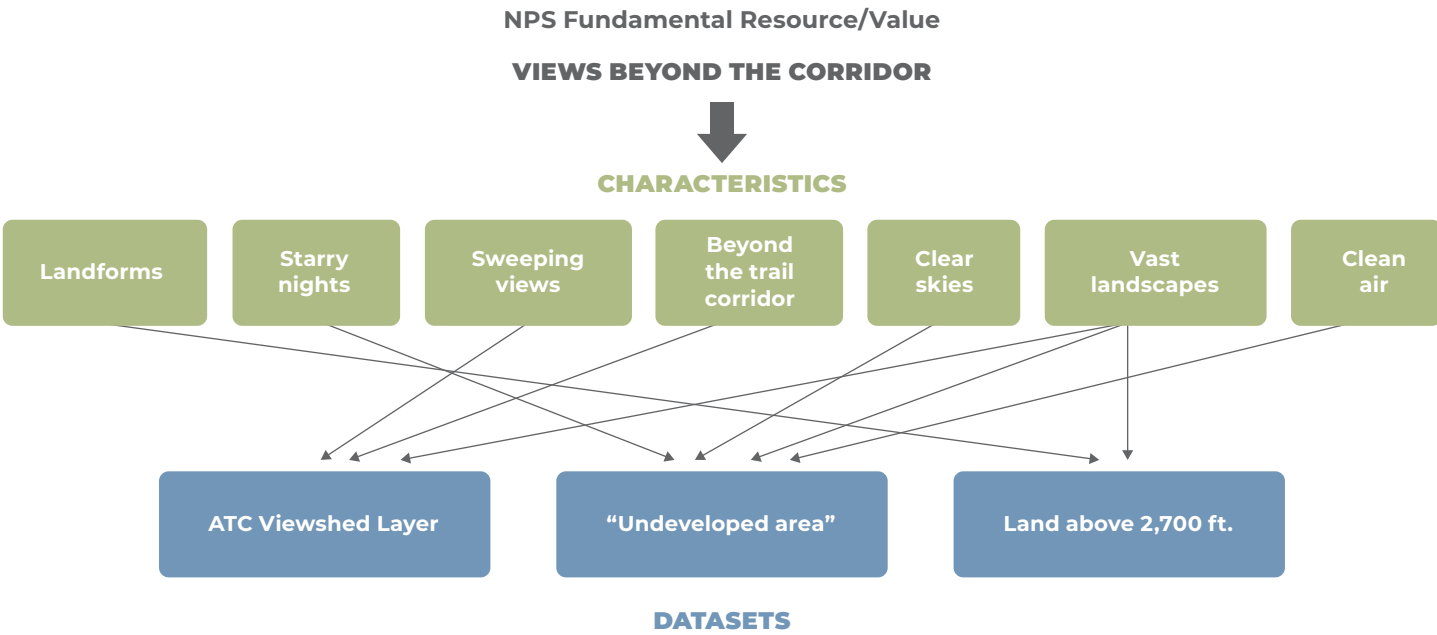 NPS Fundamental Resource/Value
VIEWS BEYOND THE CORRIDOR
CHARACTERISTICS
Landforms
Starry
nights
Sweeping
views
Beyond
the trail
corridor
Clear
skies
Vast
landscapes
Clean
air
ATC Viewshed Layer
“Undeveloped area”
Land above 2,700 ft.
DATASETS